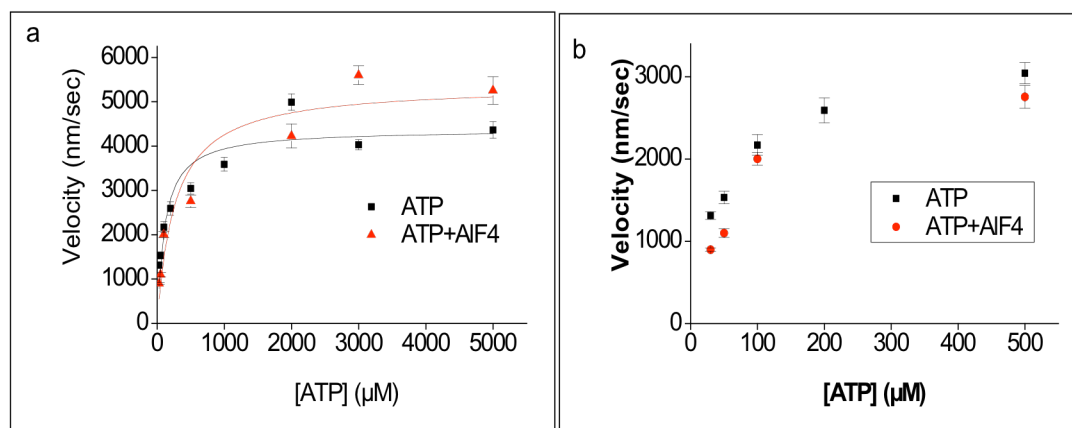 a
Velocity (nm/sec)
6000
5000
4000
3000
2000
1000
0
0 1000 2000 3000 4000 5000
[ATP] (µM)
ATP
ATP+AlF4
b
Velocity (nm/sec)
3000
2000
1000
0
0 100 200 300 400 500
[ATP] (µM)
ATP
ATP+AlF4